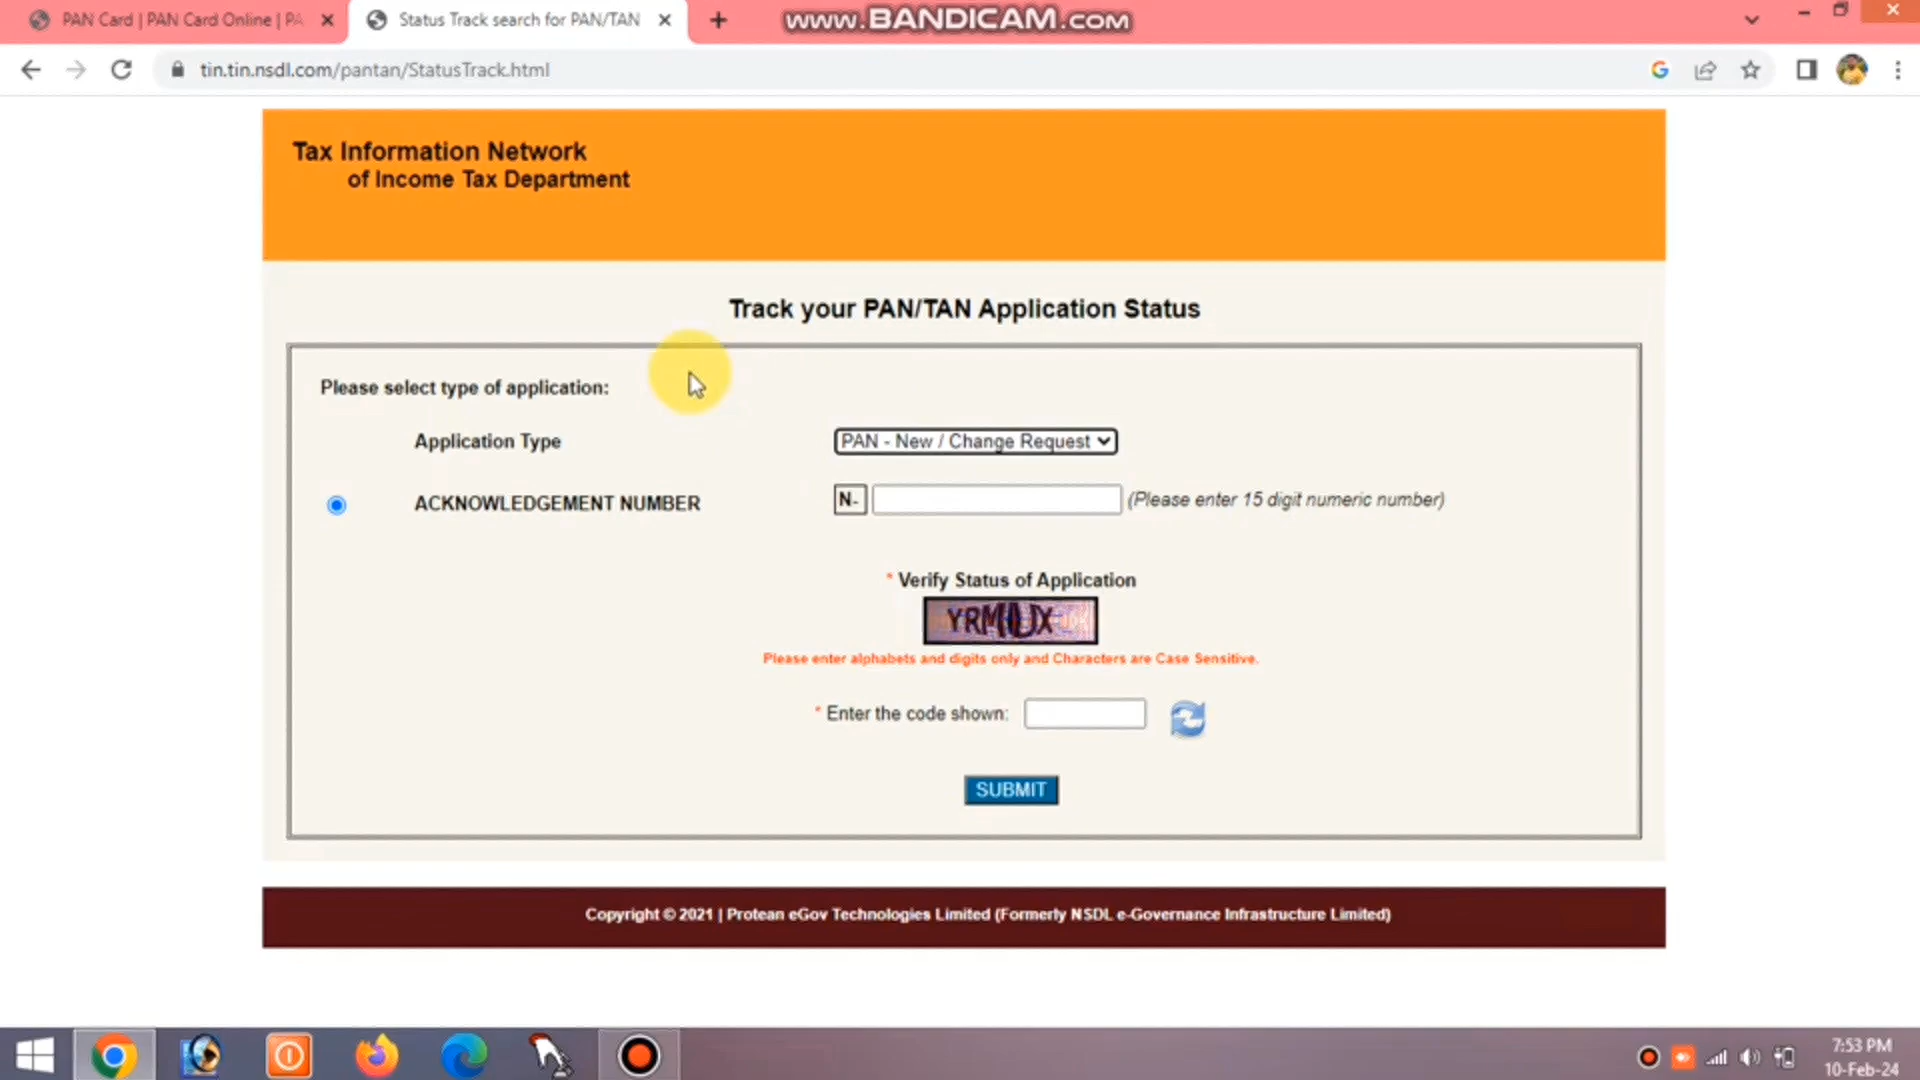 PAN Card | PAN Card Online | PA
Status Track search for PAN/TAN
www.BANDICAM.com
tin.tin.nsdl.com/pantan/StatusTrack.html
Tax Information Network
of Income Tax Department
Track your PAN/TAN Application Status
Please select type of application:
Application Type
PAN - New / Change Request
ACKNOWLEDGEMENT NUMBER
N-
(Please enter 15 digit numeric number)
* Verify Status of Application
Please enter alphabets and digits only and Characters are Case Sensitive.
* Enter the code shown:
SUBMIT
Copyright © 2021 | Protean eGov Technologies Limited (Formerly NSDL e-Governance Infrastructure Limited)
7:53 PM
10-Feb-24